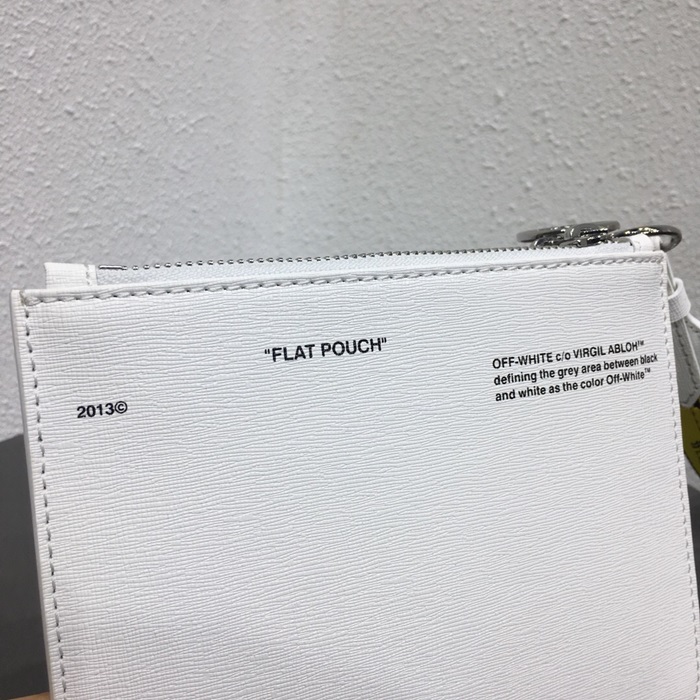 "FLAT POUCH"
OFF-WHITE c/o VIRGIL ABLOH™
defining the grey area between black
and white as the color Off-White™
2013©